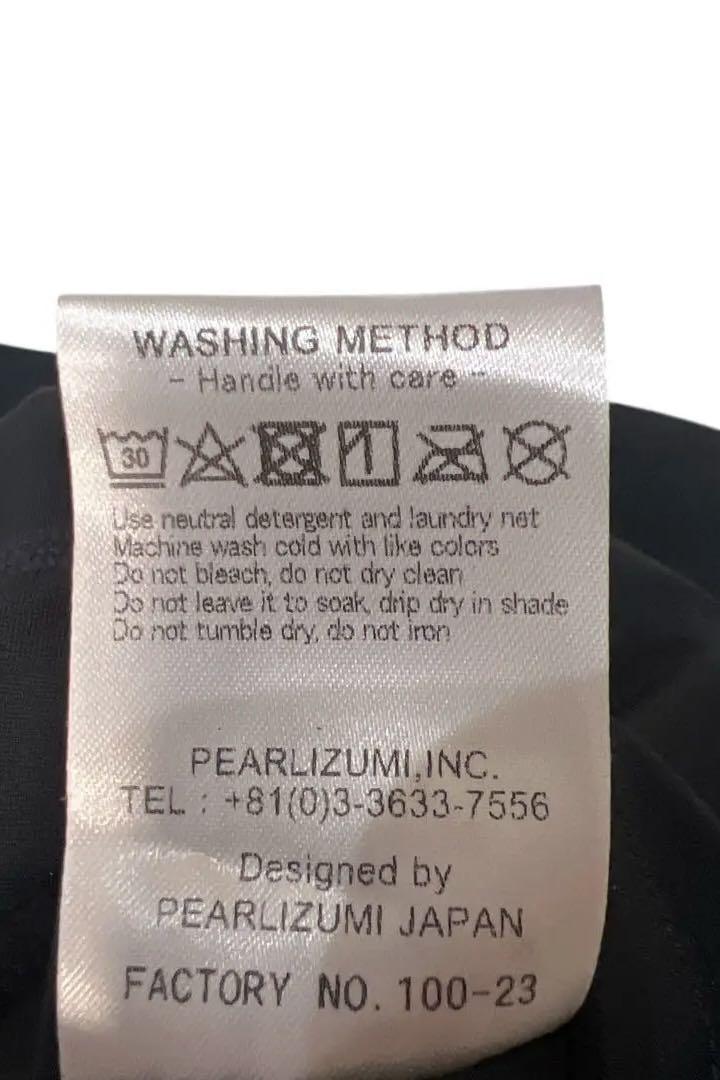 WASHING METHOD
- Handle with care -
30
Use neutral detergent and laundry net
Machine wash cold with like colors
Do not bleach, do not dry clean
Do not leave it to soak, drip dry in shade
Do not tumble dry, do not iron
PEARLIZUMI,INC.
TEL : +81(0)3-3633-7556
Designed by
PEARLIZUMI JAPAN
FACTORY NO. 100-23